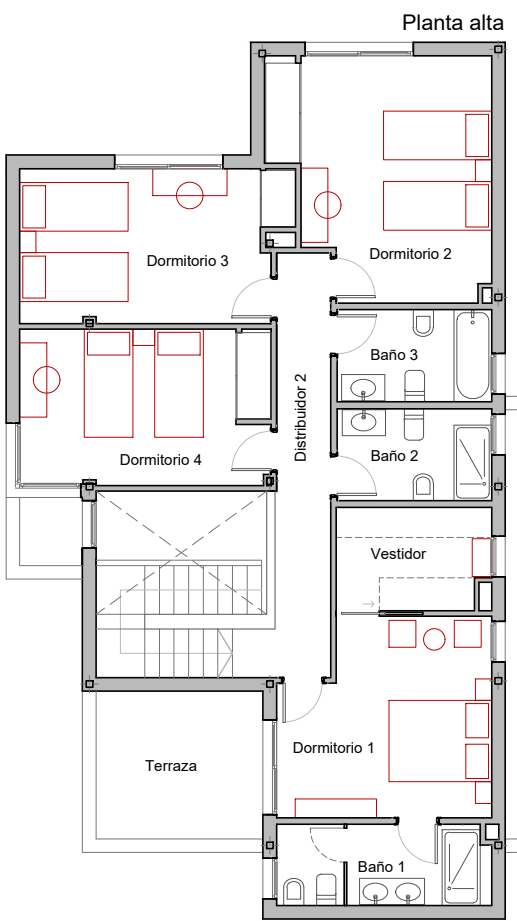 Planta alta
Dormitorio 2
Dormitorio 3
Baño 3
Distribuidor 2
Dormitorio 4
Baño 2
Vestidor
Dormitorio 1
Terraza
Baño 1